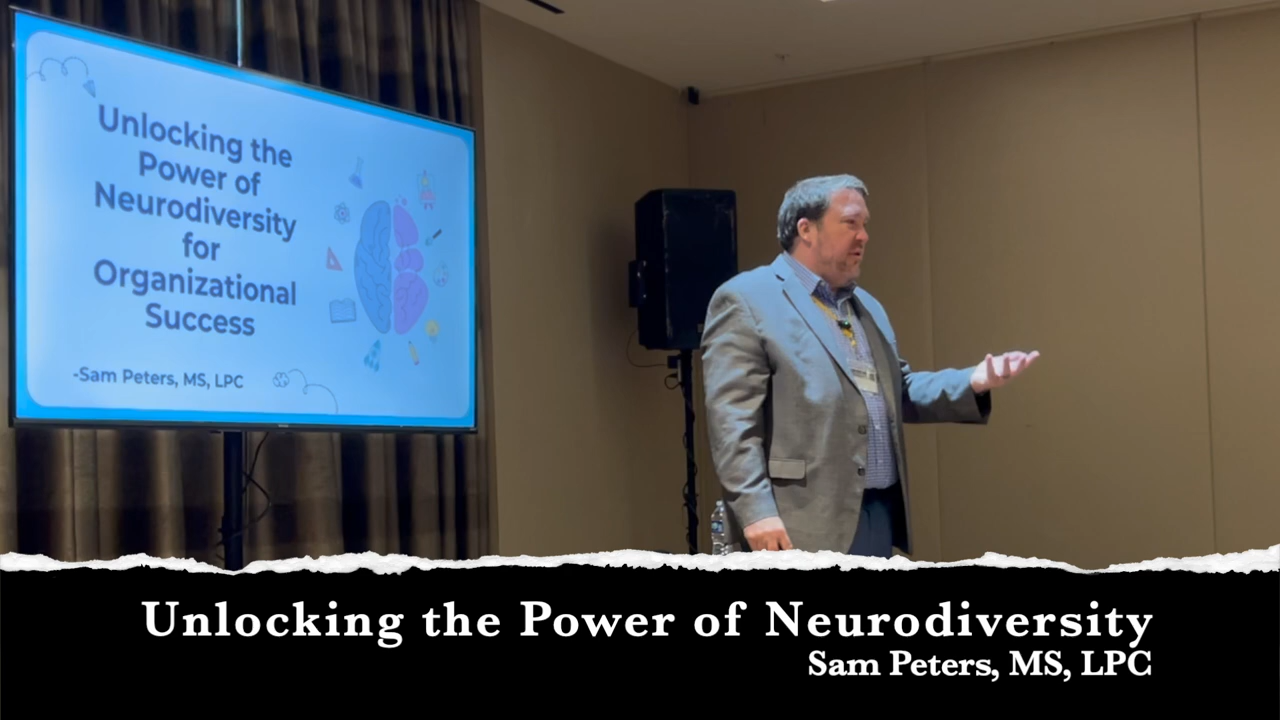 Unlocking the
Power of
Neurodiversity
for
Organizational
Success
-Sam Peters, MS, LPC
Unlocking the Power of Neurodiversity
Sam Peters, MS, LPC